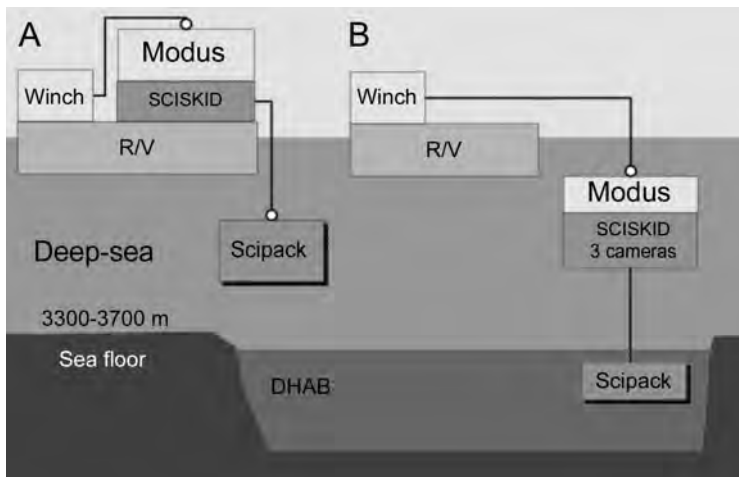 A
Modus
Winch
SCISKID
R/V
Scipack
Deep-sea
3300-3700 m
Sea floor
B
Winch
R/V
Modus
SCISKID
3 cameras
DHAB
Scipack